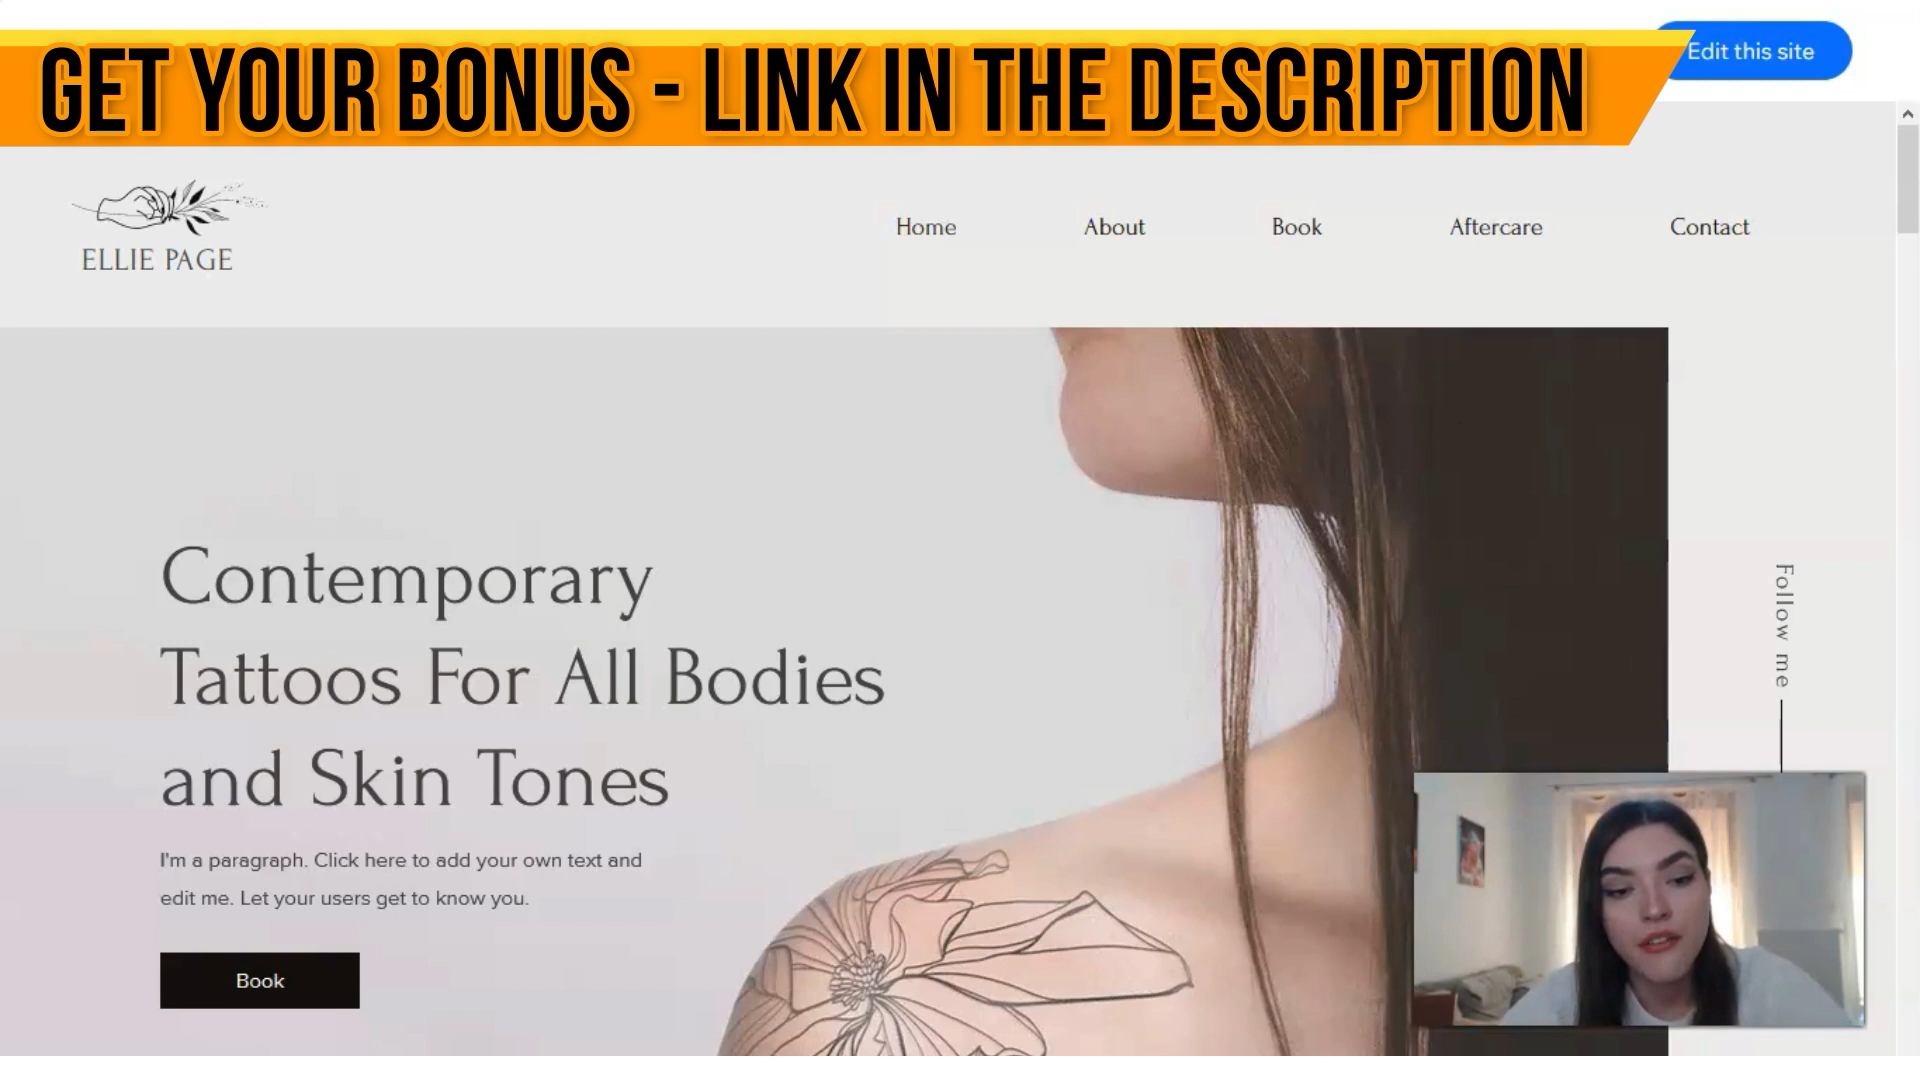 GET YOUR BONUS - LINK IN THE DESCRIPTION
Edit this site
ELLIE PAGE
Home
About
Book
Aftercare
Contact
Contemporary
Tattoos For All Bodies
and Skin Tones
I'm a paragraph. Click here to add your own text and
edit me. Let your users get to know you.
Book
Follow me